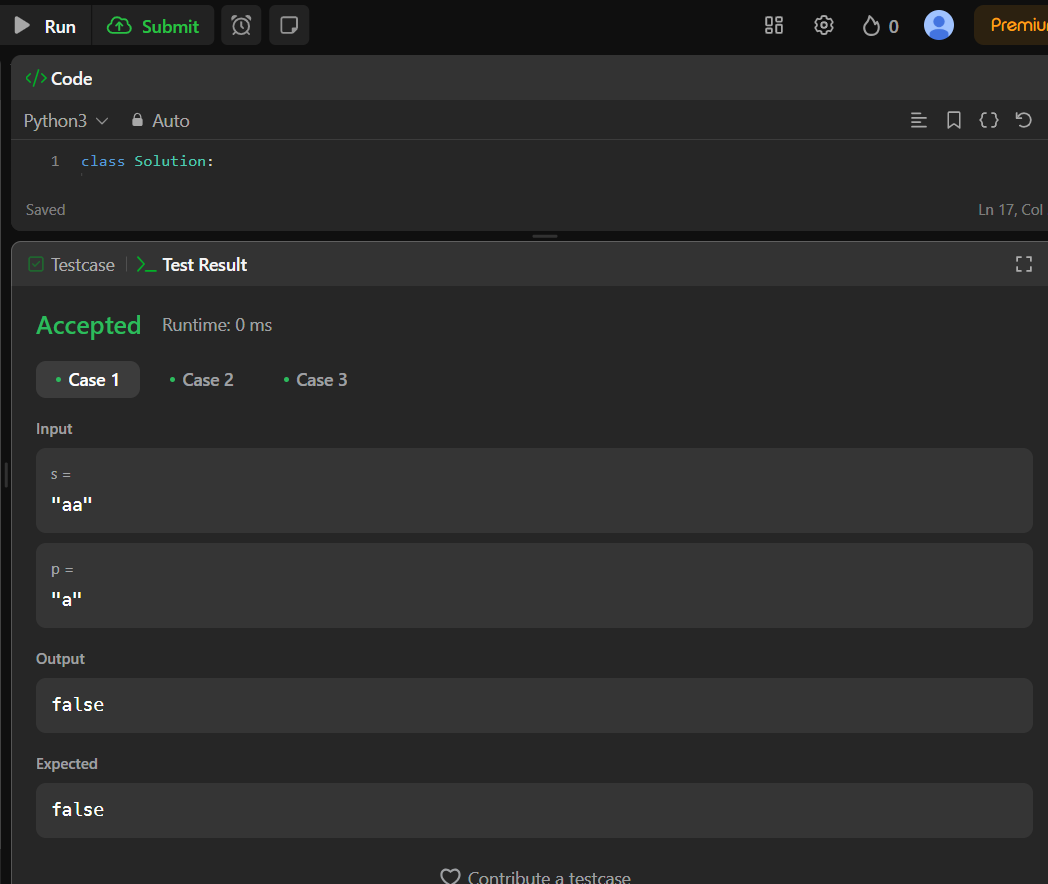 Run Submit 0 Premiu
</> Code
Python3 Auto
1 class Solution:
Saved Ln 17, Col
Testcase >_ Test Result
Accepted Runtime: 0 ms
Case 1 Case 2 Case 3
Input
s =
"aa"
p =
"a"
Output
false
Expected
false
Contribute a testcase